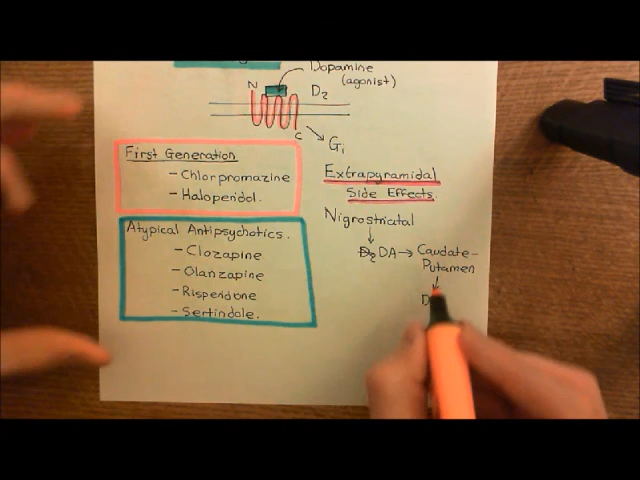 Dopamine
(agonist)
N
D2
C
Gi
First Generation
- Chlorpromazine
- Haloperidol.
Extrapyramidal
Side Effects.
Atypical Antipsychotics.
- Clozapine
- Olanzapine
- Risperidone
- Sertindole.
Nigrostriatal
D2 DA → Caudate-
Putamen
D